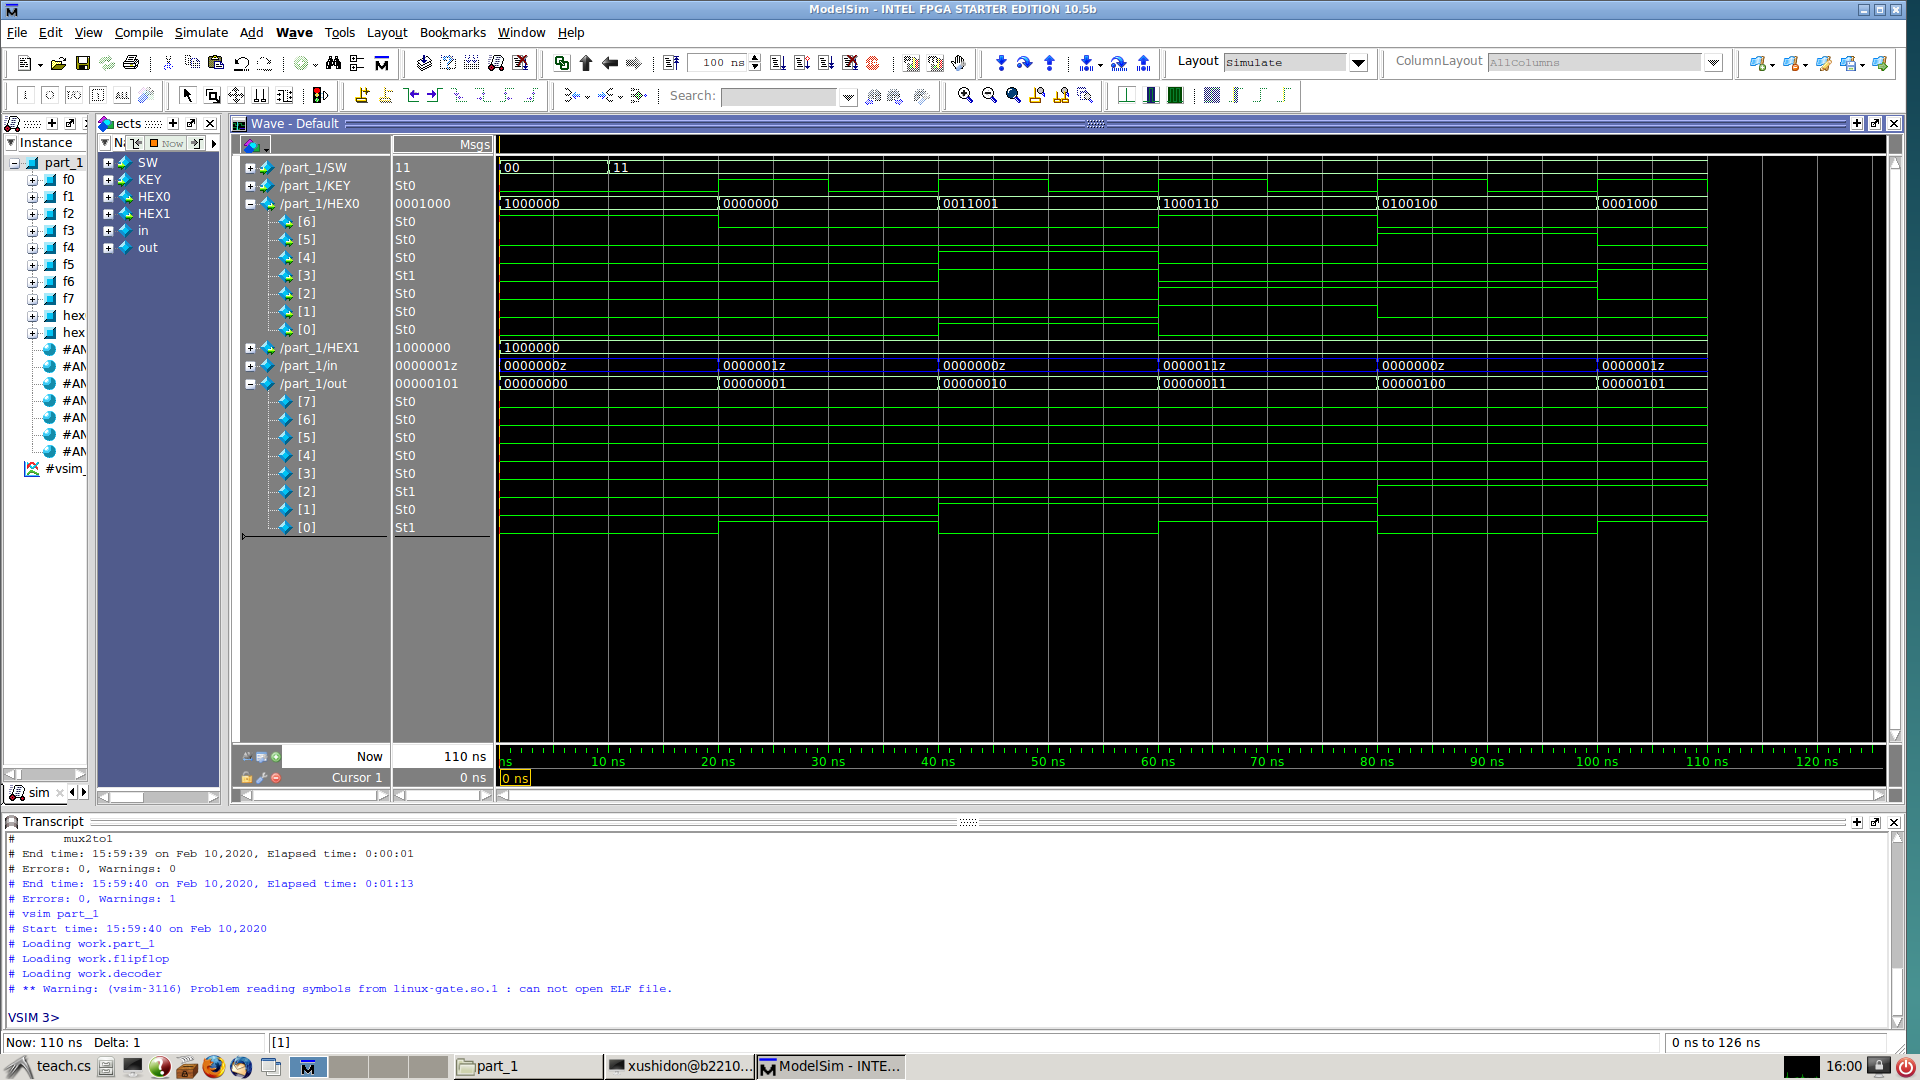 ModelSim - INTEL FPGA STARTER EDITION 10.5b
File Edit View Compile Simulate Add Wave Tools Layout Bookmarks Window Help
100 ns Layout Simulate ColumnLayout AllColumns
Search:
ects Wave - Default
Instance Now Msgs
part_1
f0
f1
f2
f3
f4
f5
f6
f7
hex
hex
#AN
#AN
#AN
#AN
#AN
#AN
#AN
#vsim_
sim
SW
KEY
HEX0
HEX1
in
out
/part_1/SW 11 00 11
/part_1/KEY St0
/part_1/HEX0 0001000 1000000 0000000 0011001 1000110 0100100 0001000
[6] St0
[5] St0
[4] St0
[3] St1
[2] St0
[1] St0
[0] St0
/part_1/HEX1 1000000 1000000
/part_1/in 0000001z 0000000z 0000001z 0000000z 0000011z 0000000z 0000001z
/part_1/out 00000101 00000000 00000001 00000010 00000011 00000100 00000101
[7] St0
[6] St0
[5] St0
[4] St0
[3] St0
[2] St1
[1] St0
[0] St1
Now 110 ns ns 10 ns 20 ns 30 ns 40 ns 50 ns 60 ns 70 ns 80 ns 90 ns 100 ns 110 ns 120 ns
Cursor 1 0 ns 0 ns
Transcript
# mux2to1
# End time: 15:59:39 on Feb 10,2020, Elapsed time: 0:00:01
# Errors: 0, Warnings: 0
# End time: 15:59:40 on Feb 10,2020, Elapsed time: 0:01:13
# Errors: 0, Warnings: 1
# vsim part_1
# Start time: 15:59:40 on Feb 10,2020
# Loading work.part_1
# Loading work.flipflop
# Loading work.decoder
# ** Warning: (vsim-3116) Problem reading symbols from linux-gate.so.1 : can not open ELF file.
VSIM 3>
Now: 110 ns Delta: 1 [1] 0 ns to 126 ns
teach.cs part_1 xushidon@b2210... ModelSim - INTE... 16:00